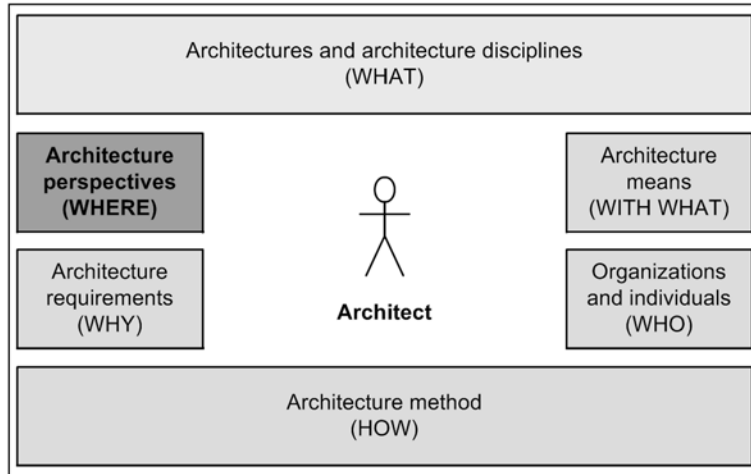 Architectures and architecture disciplines
(WHAT)
Architecture
perspectives
(WHERE)
Architecture
means
(WITH WHAT)
Architecture
requirements
(WHY)
Architect
Organizations
and individuals
(WHO)
Architecture method
(HOW)